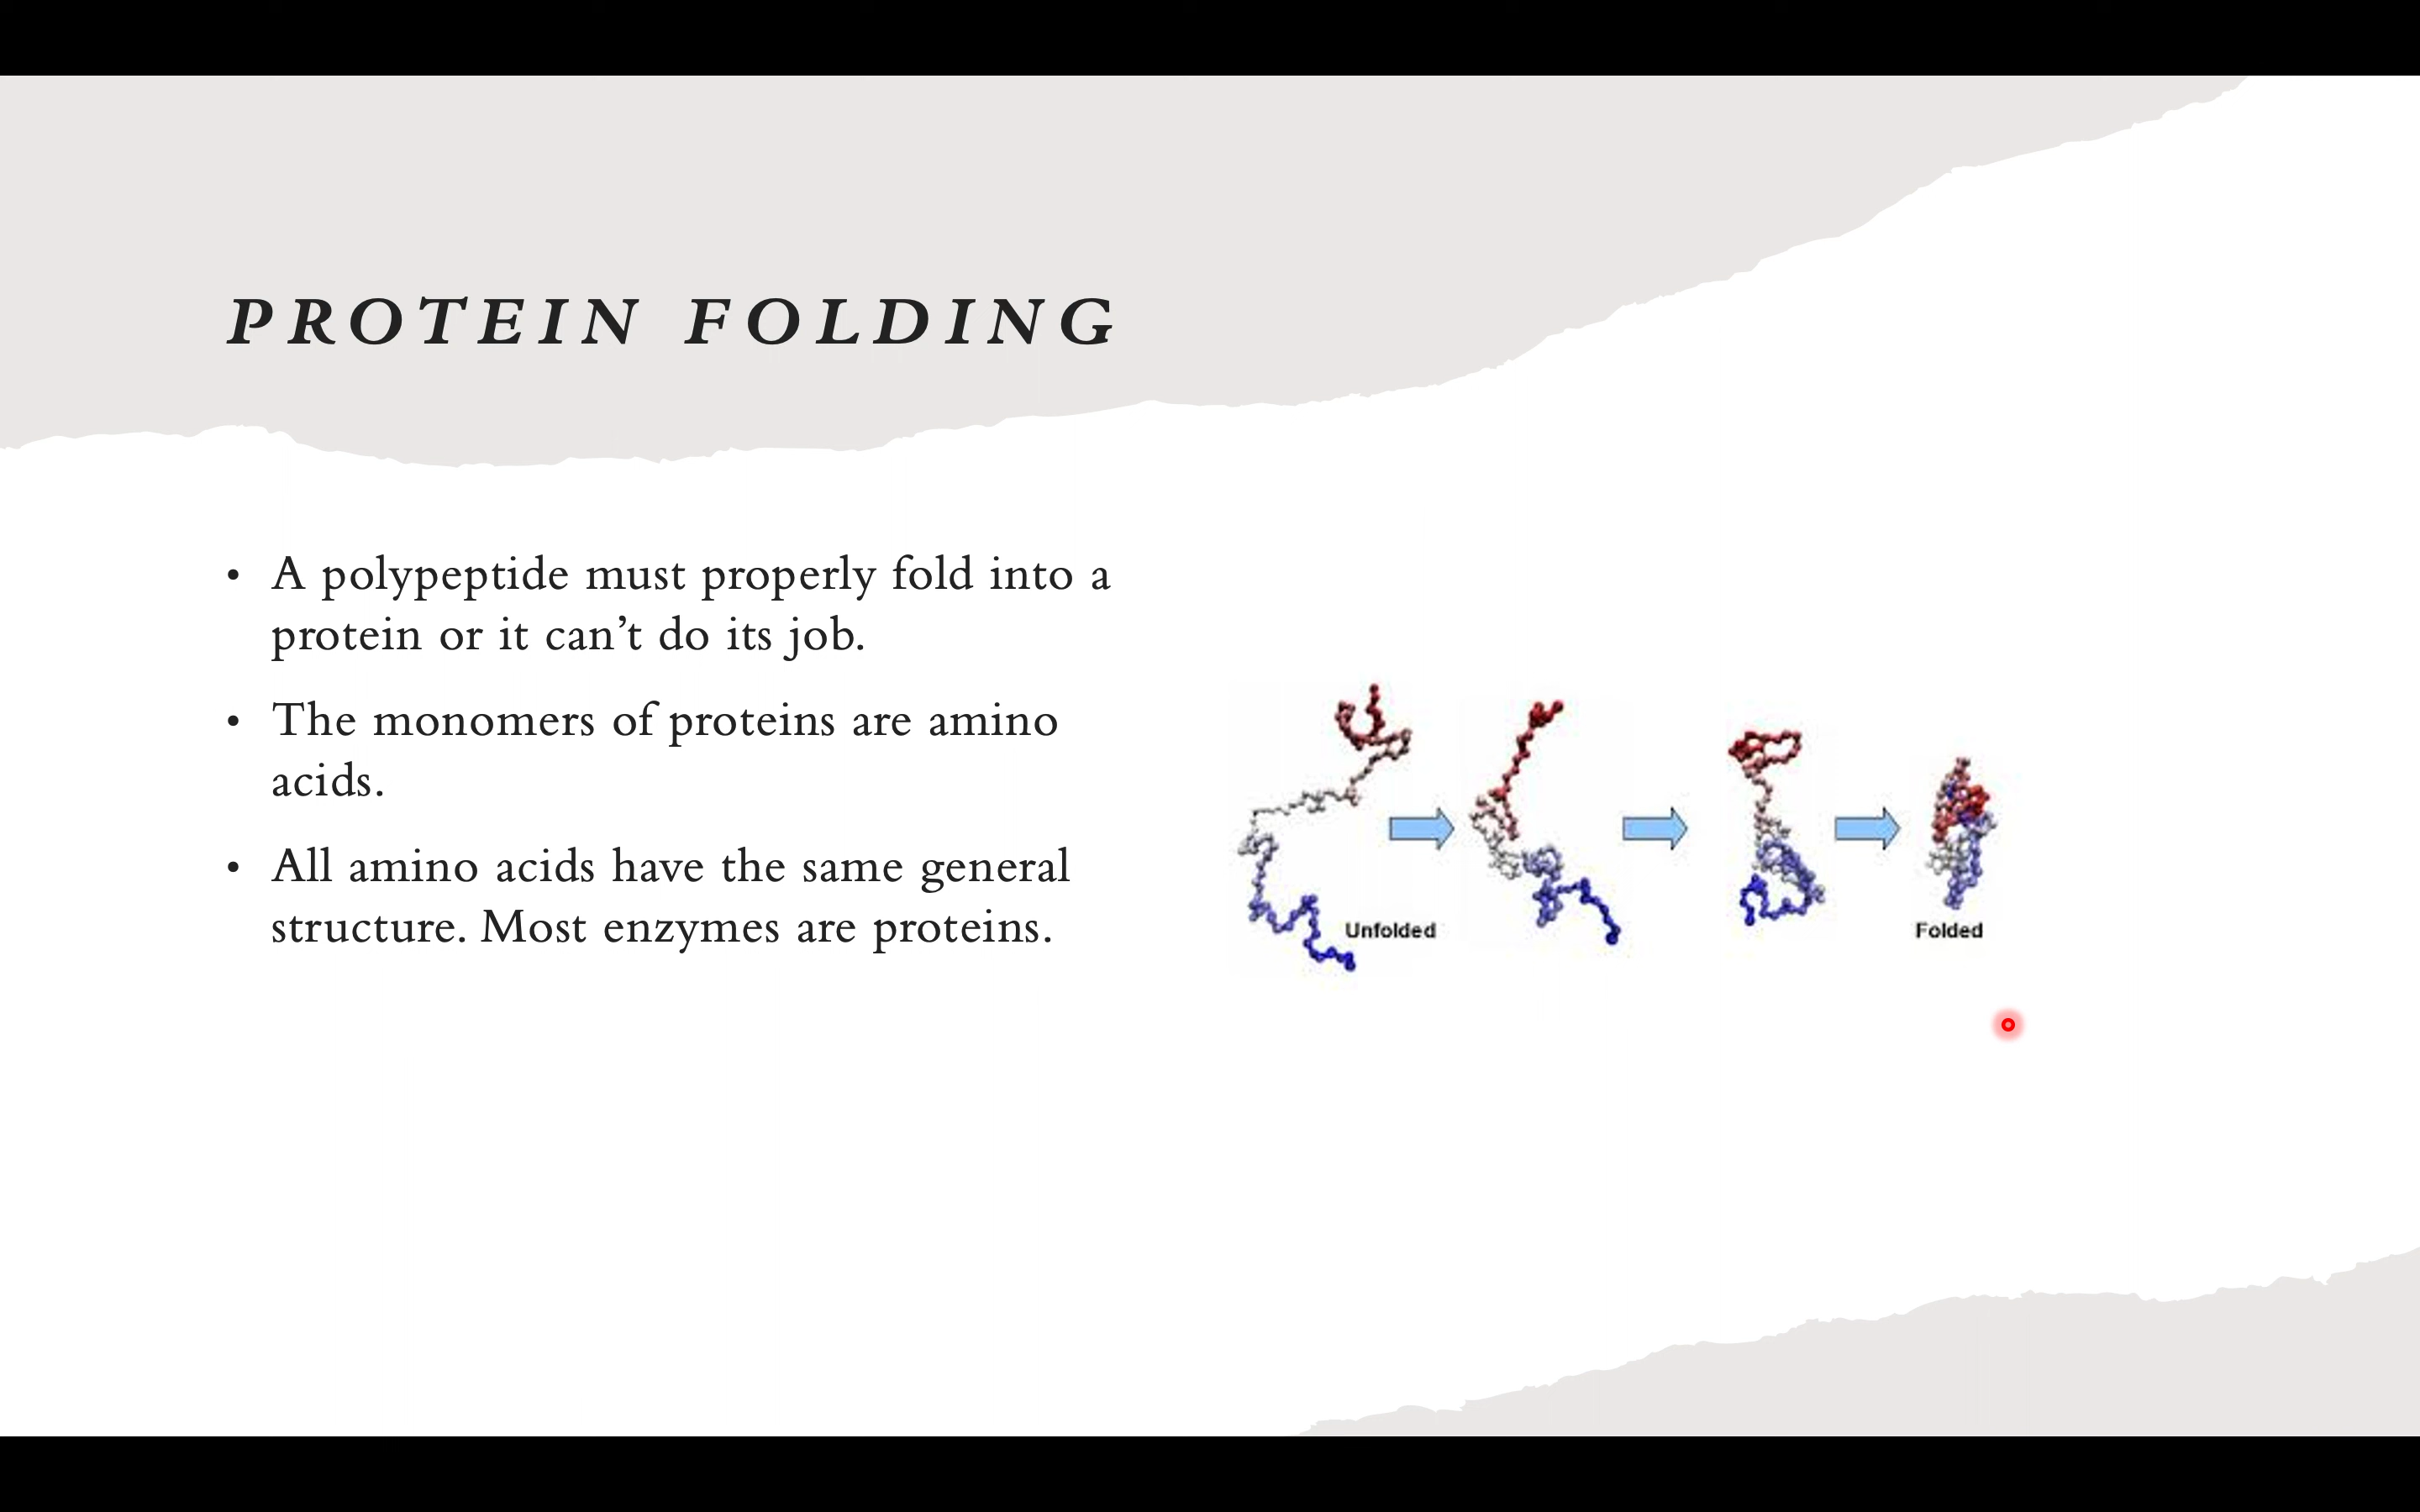 PROTEIN FOLDING
• A polypeptide must properly fold into a
protein or it can’t do its job.
• The monomers of proteins are amino
acids.
• All amino acids have the same general
structure. Most enzymes are proteins.
Unfolded
Folded